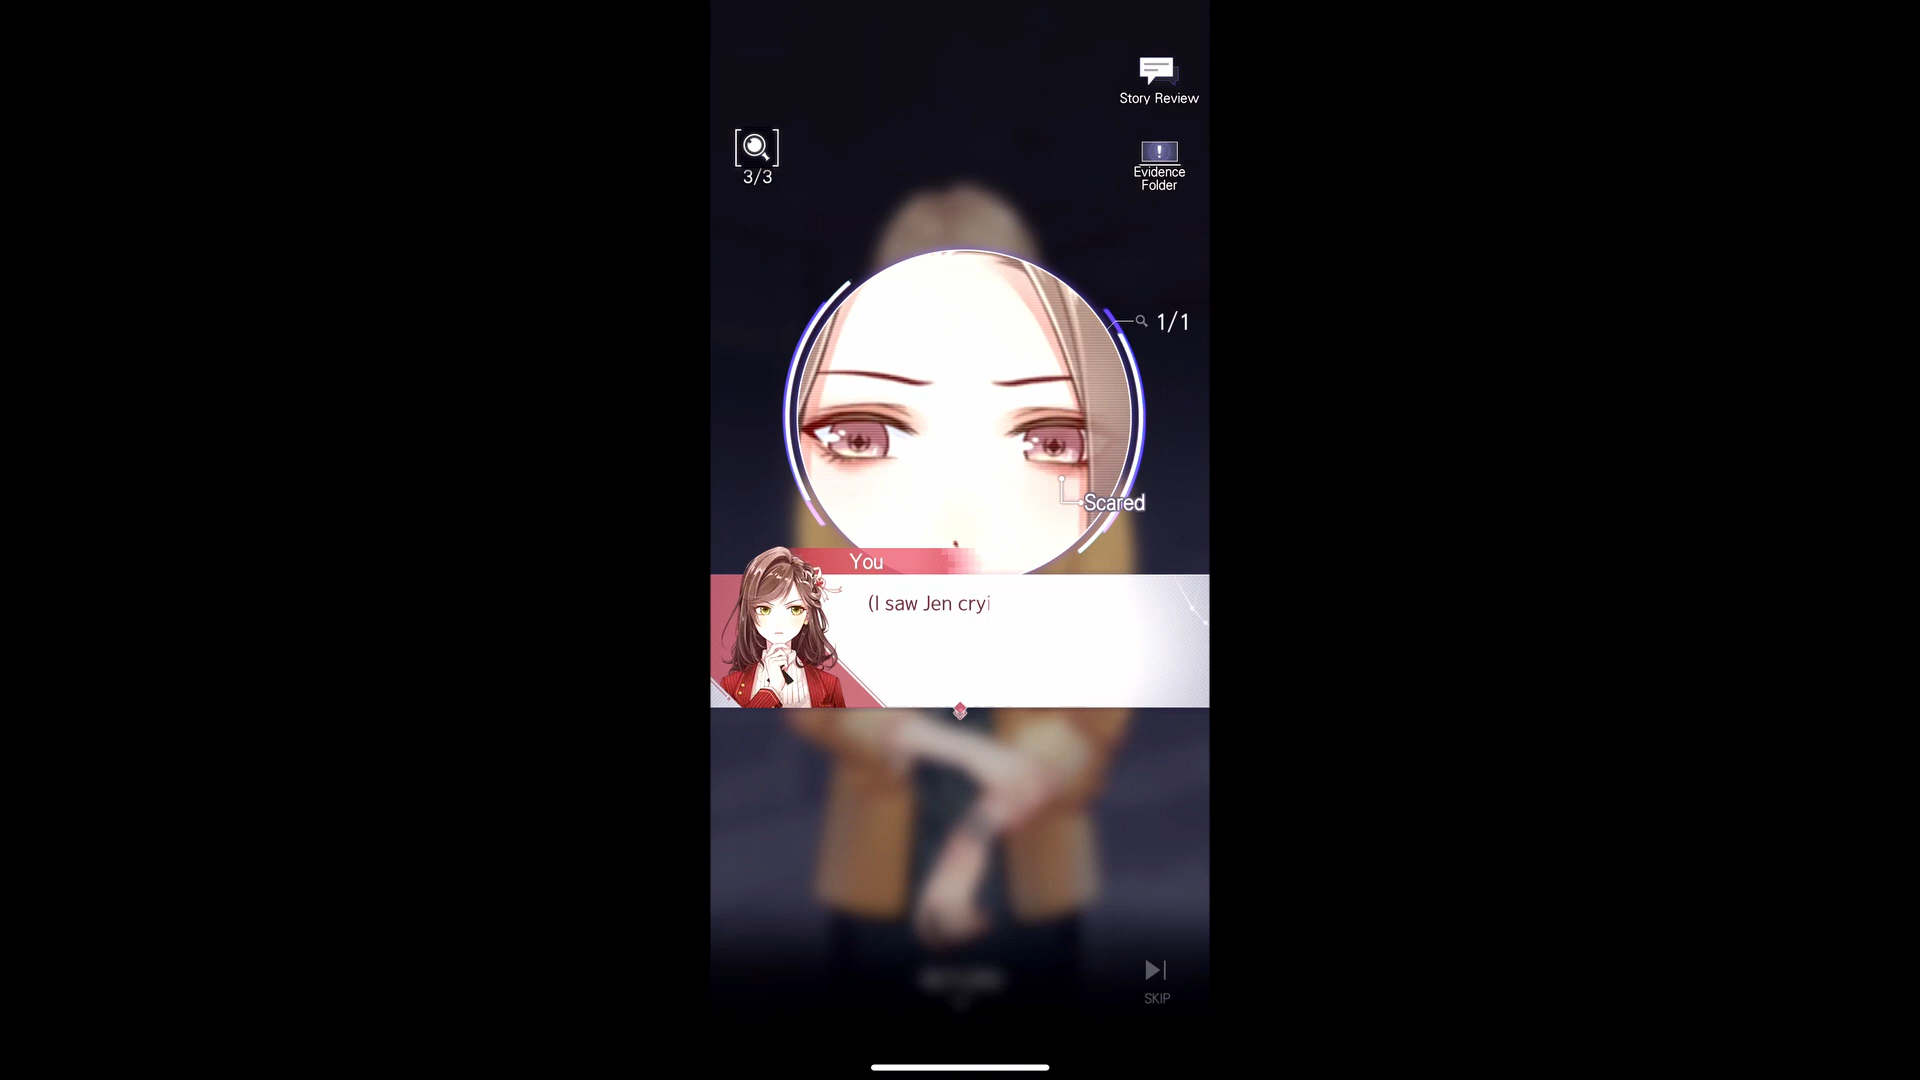 Story Review
3/3
Evidence
Folder
1/1
Scared
You
(I saw Jen cryi
SKIP